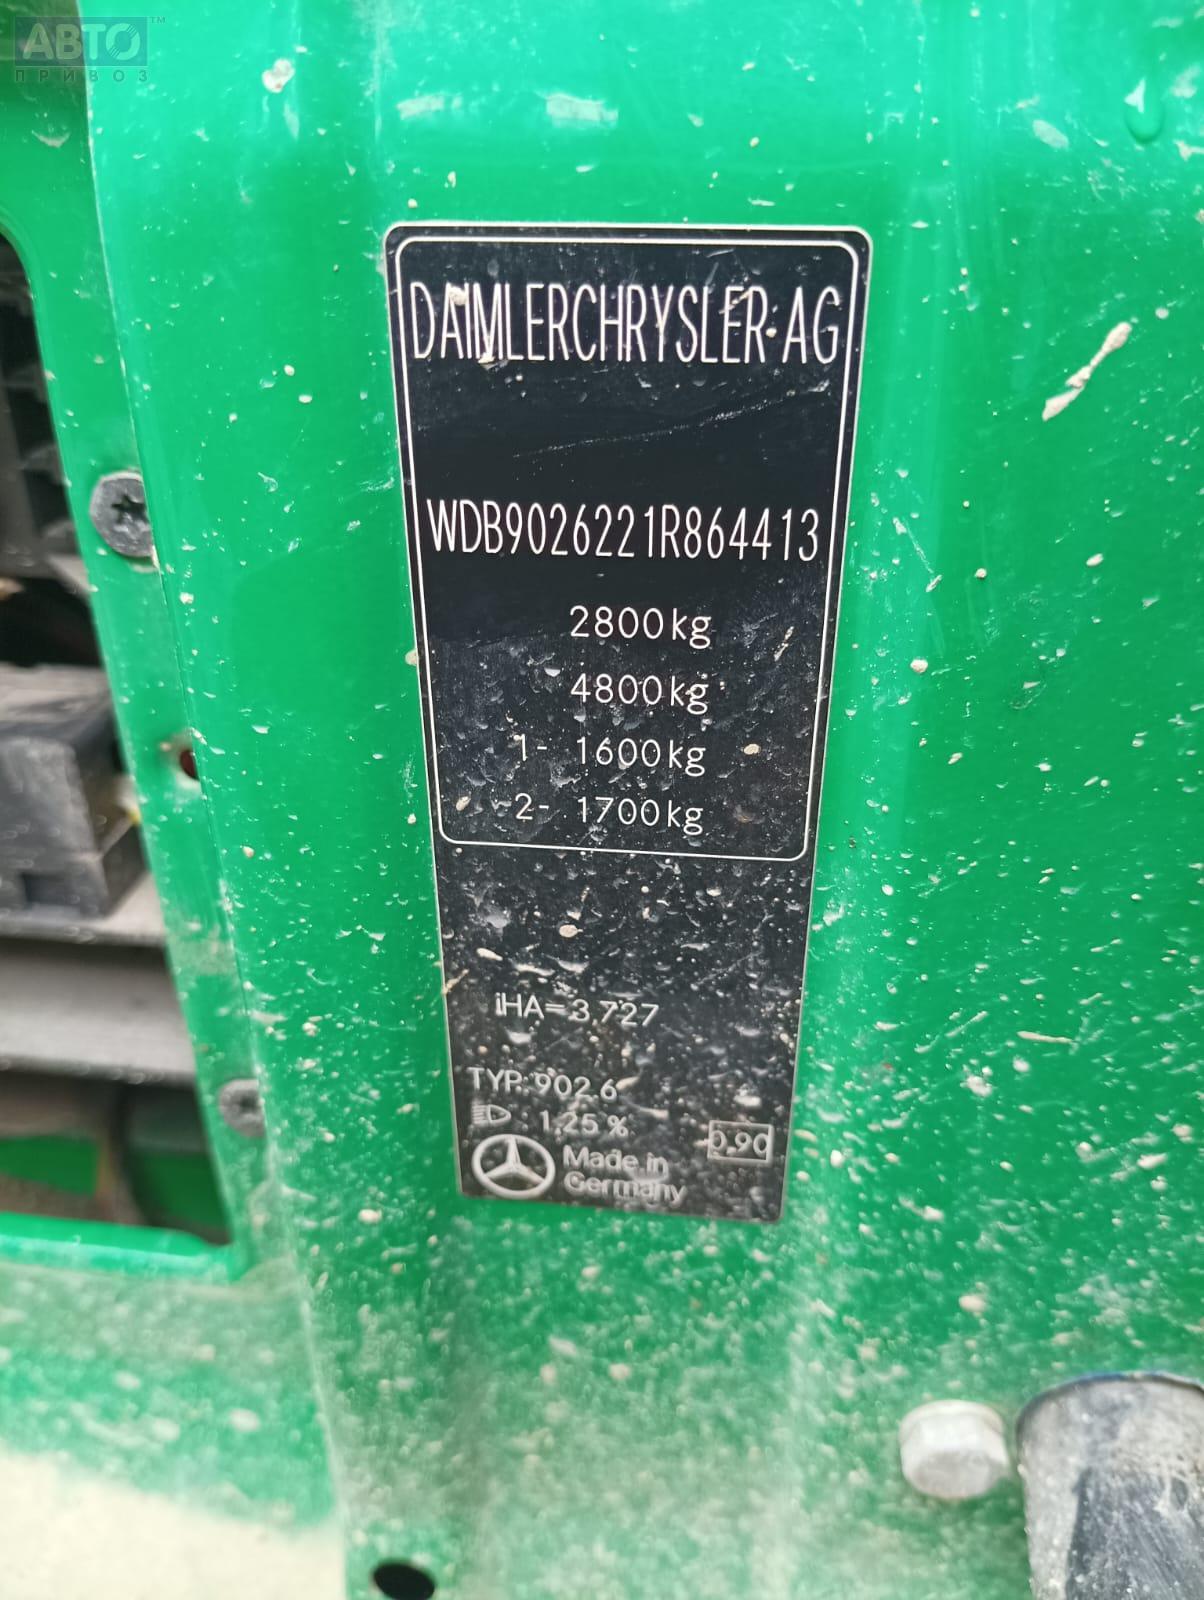 АВТО™
ПРИВОЗ
DAIMLERCHRYSLER AG
WDB9026221R864413
2800kg
4800kg
1- 1600kg
2- 1700kg
iHA=3,727
TYP: 902.6
: 1,25%
0,90
Made in
Germany